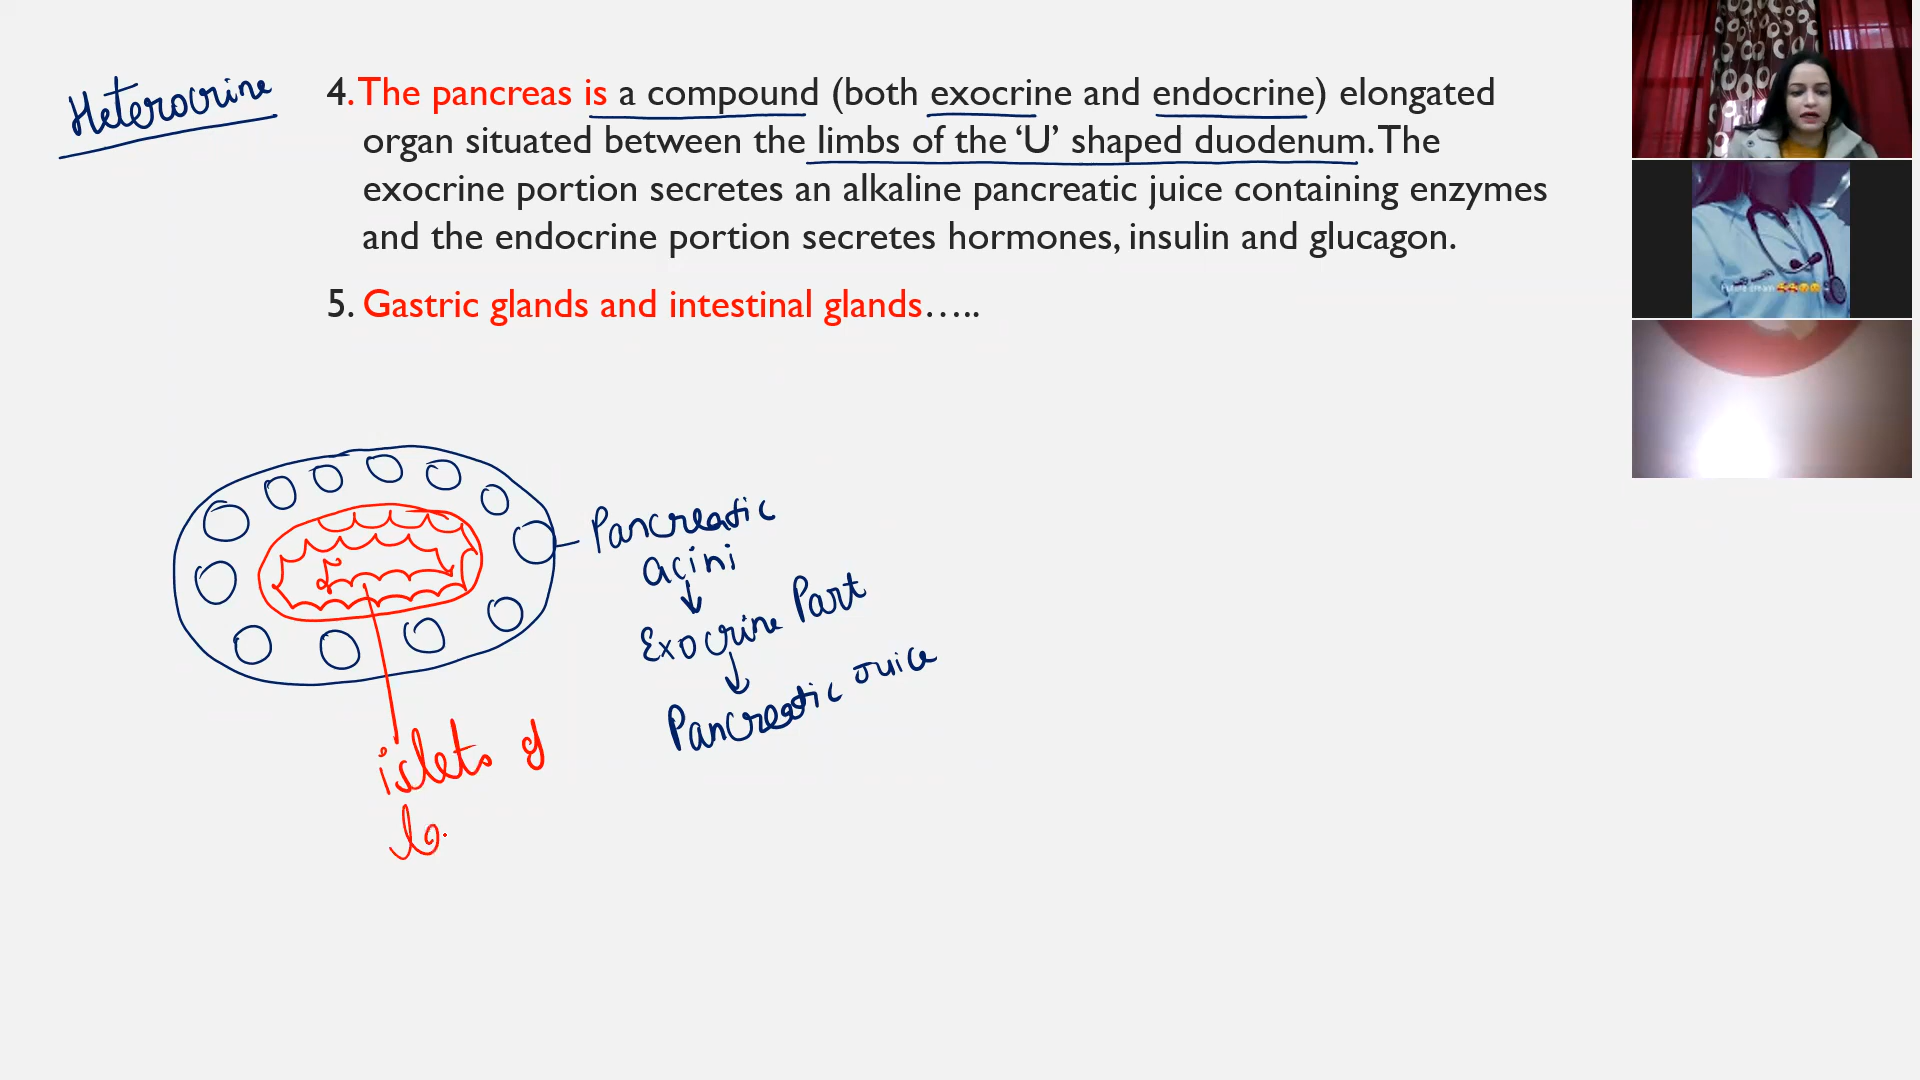 Heterocrine
4. The pancreas is a compound (both exocrine and endocrine) elongated
organ situated between the limbs of the ‘U’ shaped duodenum. The
exocrine portion secretes an alkaline pancreatic juice containing enzymes
and the endocrine portion secretes hormones, insulin and glucagon.
5. Gastric glands and intestinal glands…..
Pancreatic
acini
↓
Exocrine Part
↓
Pancreatic Juice
islets of